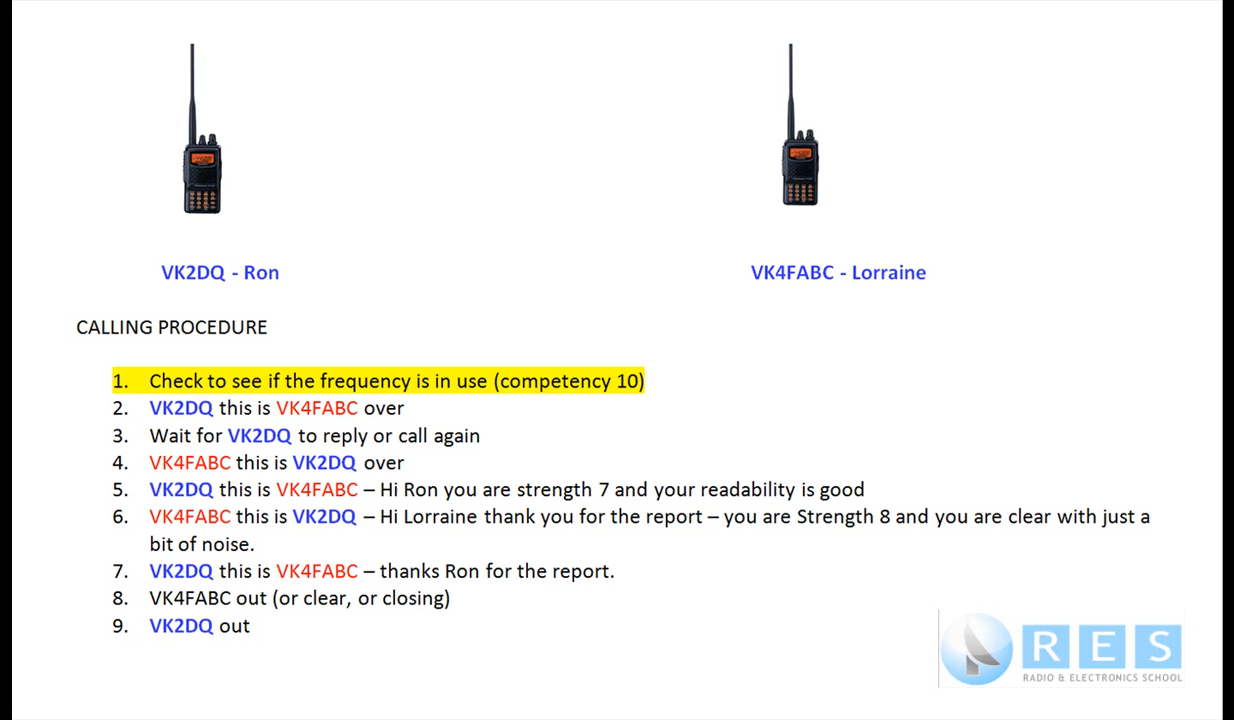 VK2DQ - Ron
VK4FABC - Lorraine
CALLING PROCEDURE
1. Check to see if the frequency is in use (competency 10)
2. VK2DQ this is VK4FABC over
3. Wait for VK2DQ to reply or call again
4. VK4FABC this is VK2DQ over
5. VK2DQ this is VK4FABC – Hi Ron you are strength 7 and your readability is good
6. VK4FABC this is VK2DQ – Hi Lorraine thank you for the report – you are Strength 8 and you are clear with just a
bit of noise.
7. VK2DQ this is VK4FABC – thanks Ron for the report.
8. VK4FABC out (or clear, or closing)
9. VK2DQ out
RES
RADIO & ELECTRONICS SCHOOL